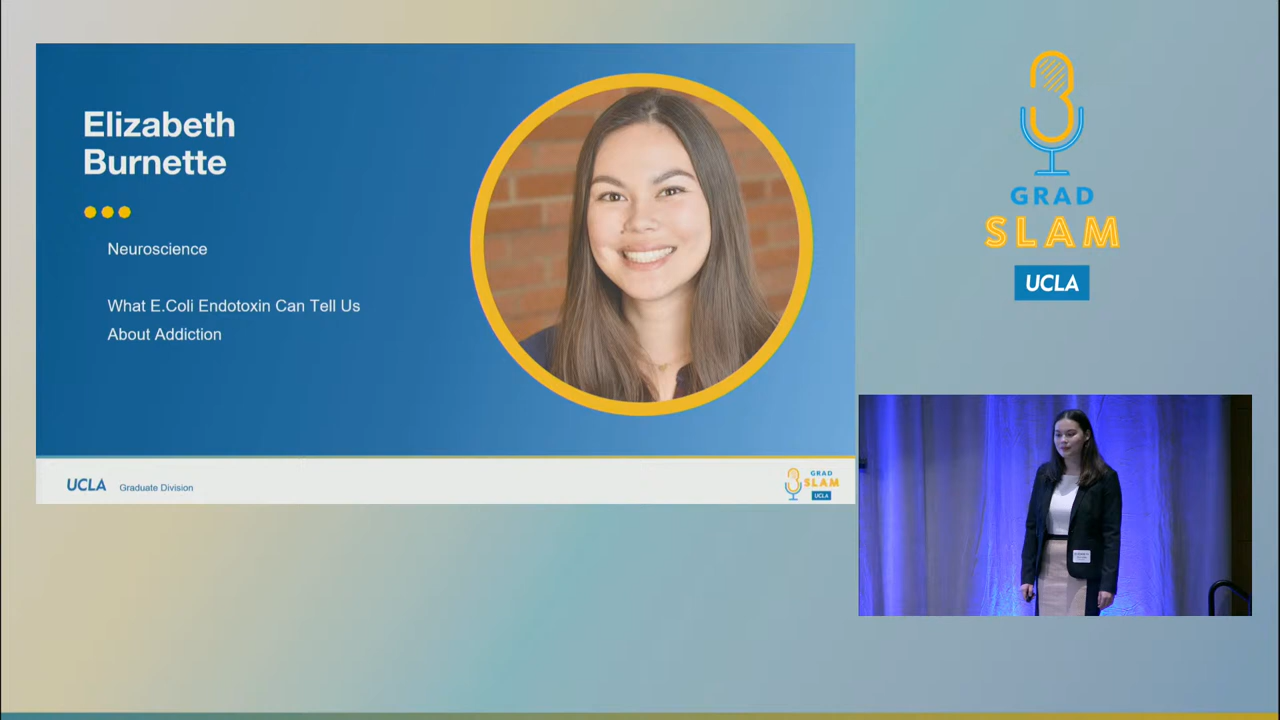 Elizabeth
Burnette
Neuroscience
What E.Coli Endotoxin Can Tell Us
About Addiction
UCLA Graduate Division
GRAD
SLAM
UCLA
GRAD
SLAM
UCLA